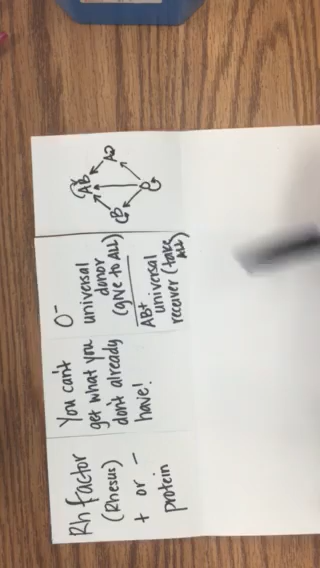 Rh factor
(Rhesus)
+ or -
protein
You can't
get what you
don't already
have!
O-
universal
donor
(give to ALL)
AB+
universal
receiver (take
ALL)
AB
A
B
O